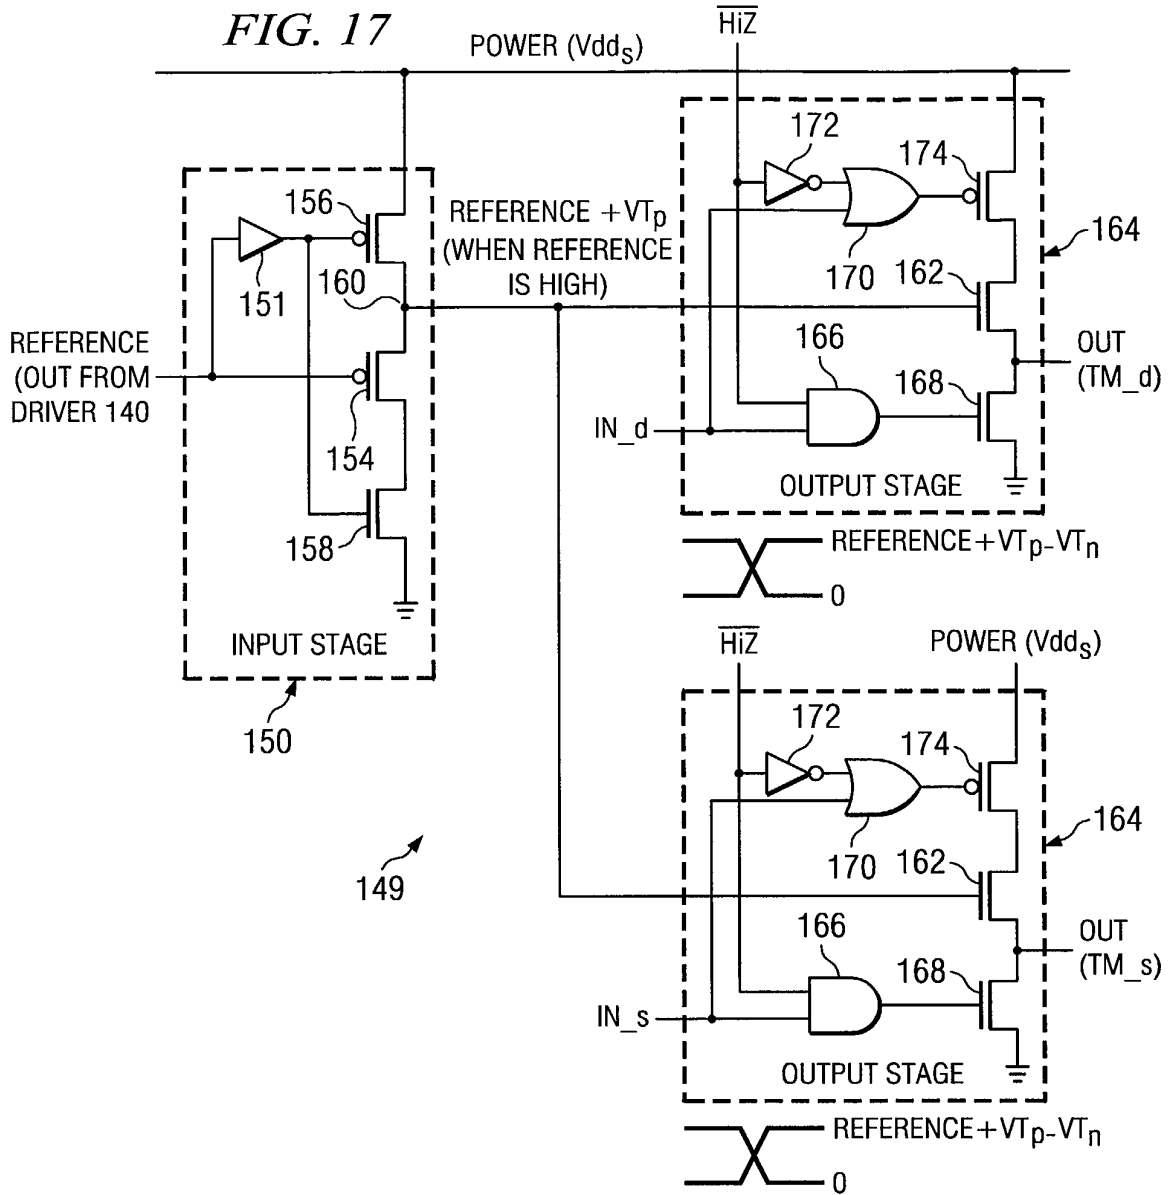 FIG. 17
POWER (Vdds)
HiZ
172
174
156
REFERENCE +VTp
(WHEN REFERENCE
IS HIGH)
164
151
160
170
162
REFERENCE
(OUT FROM
DRIVER 140
166
OUT
(TM_d)
168
IN_d
154
OUTPUT STAGE
158
REFERENCE+VTp-VTn
0
INPUT STAGE
HiZ
POWER (Vdds)
150
172
174
164
170
162
149
166
OUT
(TM_s)
168
IN_s
OUTPUT STAGE
REFERENCE+VTp-VTn
0